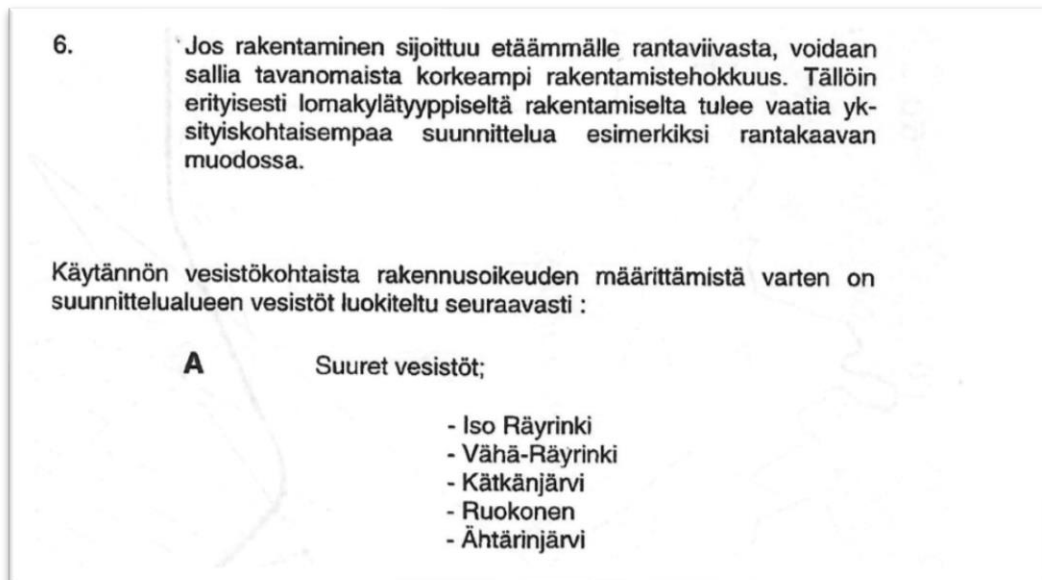 6. Jos rakentaminen sijoittuu etäämmälle rantaviivasta, voidaan
sallia tavanomaista korkeampi rakentamistehokkuus. Tällöin
erityisesti lomakylätyyppiseltä rakentamiselta tulee vaatia yk-
sityiskohtaisempaa suunnittelua esimerkiksi rantakaavan
muodossa.
Käytännön vesistökohtaista rakennusoikeuden määrittämistä varten on
suunnittelualueen vesistöt luokiteltu seuraavasti :
A Suuret vesistöt;
- Iso Räyrinki
- Vähä-Räyrinki
- Kätkänjärvi
- Ruokonen
- Ähtärinjärvi